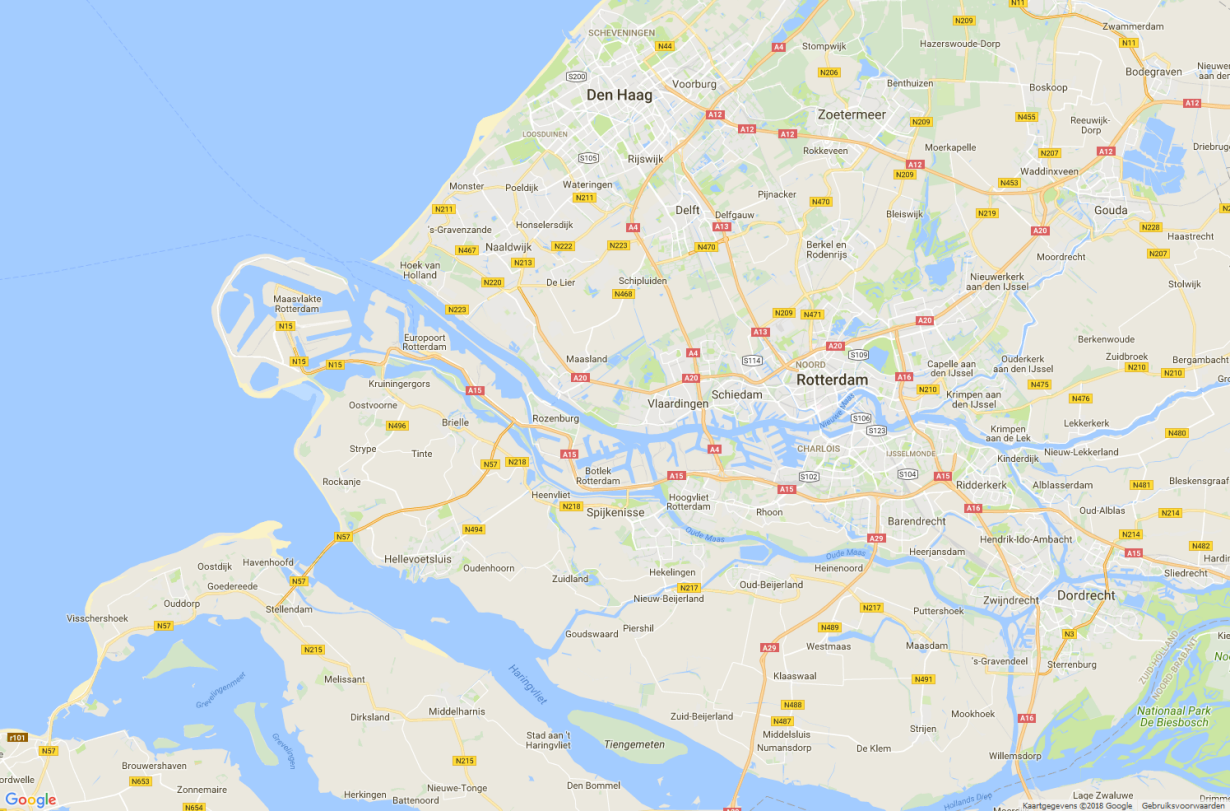 N11
SCHEVENINGEN
N209
Zwammerdam
N44
A4
Stompwijk
Hazerswoude-Dorp
N11
S200
Voorburg
N206
Benthuizen
Bodegraven
Nieuwer
aan den
Den Haag
Boskoop
A12
Zoetermeer
A12
N455
Reeuwijk-
Dorp
LOOSDUINEN
A12
A12
N209
Driebrug
S105
Rijswijk
Rokkeveen
Moerkapelle
N207
A12
A12
N209
Waddinxveen
N453
Monster
Poeldijk
Wateringen
N211
Pijnacker
N470
N211
Delft
Delfgauw
Bleiswijk
N219
Gouda
's-Gravenzande
Honselersdijk
A4
A13
A20
N228
Haastrecht
N467
Naaldwijk
N222
N223
N470
Berkel en
Rodenrijs
N207
N213
Moordrecht
Hoek van
Holland
N220
De Lier
Schipluiden
Nieuwerkerk
aan den IJssel
Stolwijk
N468
Maasvlakte
Rotterdam
N223
N209
N471
A20
N15
A13
Berkenwoude
Europoort
Rotterdam
A20
N15
N15
Maasland
A4
S114
S109
Zuidbroek
Ouderkerk
aan den IJssel
Bergambacht
NOORD
Capelle aan
den IJssel
N210
N210
Kruiningergors
A15
A20
A20
Rotterdam
A16
N210
N475
Schiedam
Krimpen aan
den IJssel
N476
Oostvoorne
Vlaardingen
Nieuwe Maas
N496
Brielle
Rozenburg
S106
S123
Krimpen
aan de Lek
Lekkerkerk
N480
Strype
Tinte
A15
A4
CHARLOIS
IJSSELMONDE
Kinderdijk
Nieuw-Lekkerland
N57
N218
Botlek
Rotterdam
A15
S102
S104
A15
Rockanje
A15
Ridderkerk
Alblasserdam
N481
Bleskensgraaf
Heenvliet
Hoogvliet
Rotterdam
N218
Spijkenisse
Rhoon
A16
Oud-Alblas
N214
Barendrecht
N494
N57
Oude Maas
A29
Hendrik-Ido-Ambacht
N214
N482
Oude Maas
Heerjansdam
A15
Hardin
Oostdijk
Havenhoofd
Hellevoetsluis
Oudenhoorn
Heinenoord
Sliedrecht
Goedereede
N57
Zuidland
Hekelingen
Oud-Beijerland
N217
Ouddorp
Stellendam
Nieuw-Beijerland
N217
Puttershoek
Zwijndrecht
Dordrecht
Visschershoek
N57
Goudswaard
Piershil
N489
N3
N215
A29
Westmaas
Maasdam
's-Gravendeel
Sterrenburg
ZUID-HOLLAND
NOORD-BRABANT
Melissant
Haringvliet
Klaaswaal
N491
Grevelingenmeer
N488
Nationaal Park
De Biesbosch
Dirksland
Middelharnis
Zuid-Beijerland
N487
Mookhoek
A16
r101
Grevelingen
Stad aan 't
Haringvliet
Tiengemeten
Middelsluis
Strijen
N57
Numansdorp
De Klem
Willemsdorp
Brouwershaven
N215
N653
Zonnemaire
Nieuwe-Tonge
Den Bommel
Herkingen
Battenoord
Lage Zwaluwe
Hollands Diep
N654
Google
Kaartgegevens ©2018 Google
Gebruiksvoorwaarden